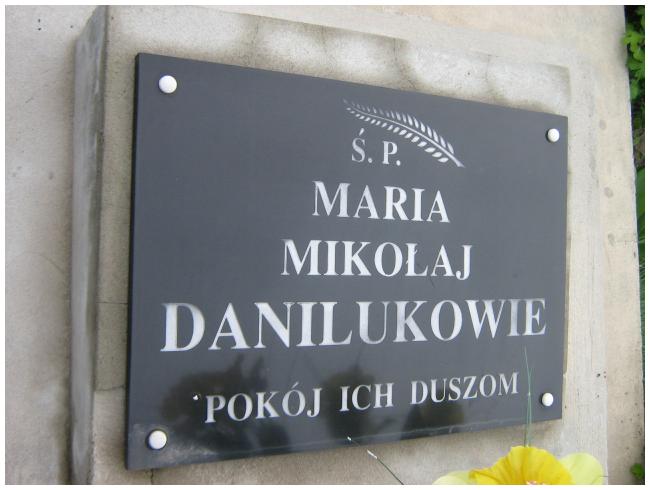 Ś. P.
MARIA
MIKOŁAJ
DANILUKOWIE
POKÓJ ICH DUSZOM